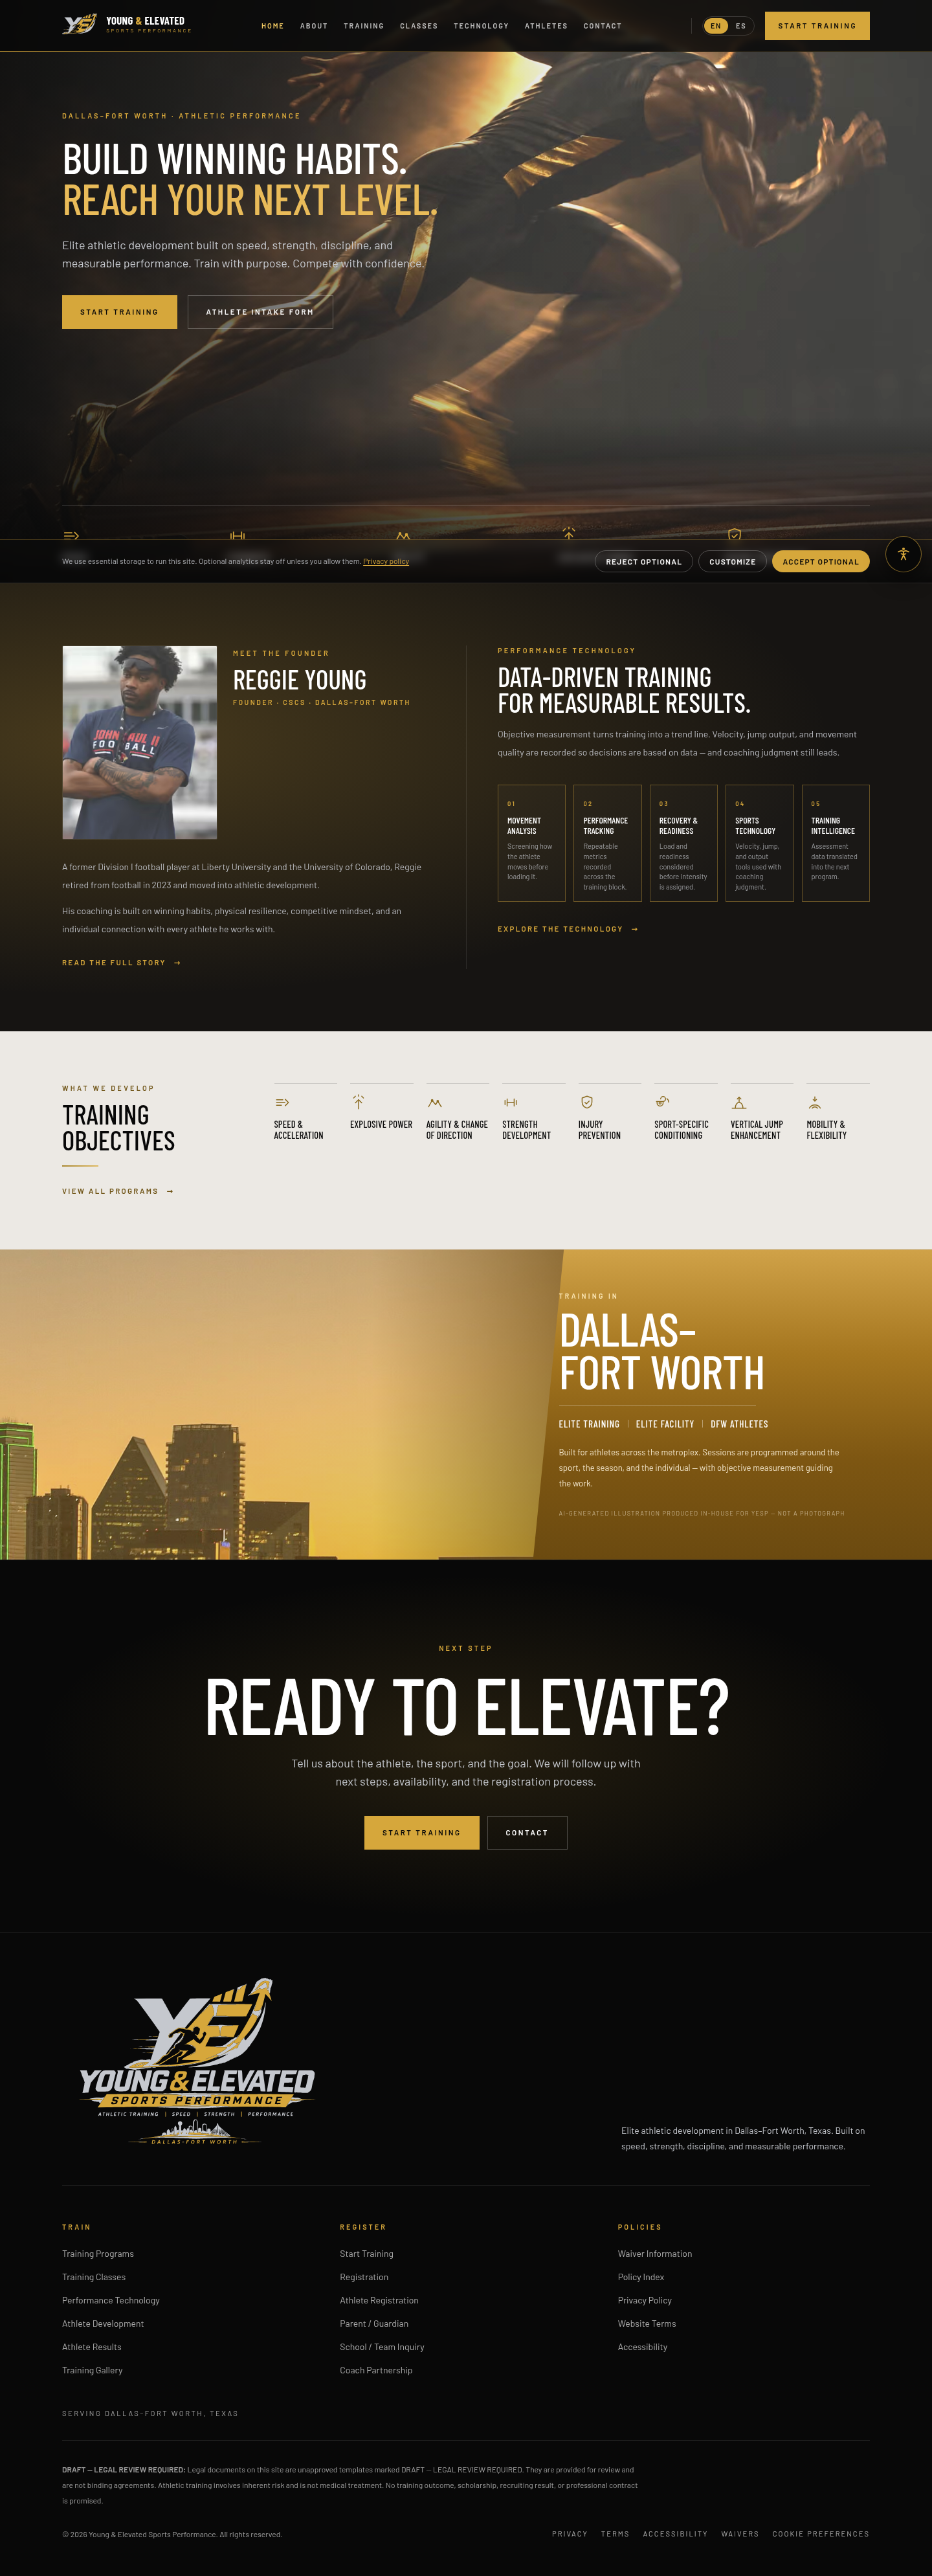 YOUNG & ELEVATED
SPORTS PERFORMANCE
HOME ABOUT TRAINING CLASSES TECHNOLOGY ATHLETES CONTACT
EN ES
START TRAINING
DALLAS–FORT WORTH · ATHLETIC PERFORMANCE
BUILD WINNING HABITS.
REACH YOUR NEXT LEVEL.
Elite athletic development built on speed, strength, discipline, and
measurable performance. Train with purpose. Compete with confidence.
START TRAINING
ATHLETE INTAKE FORM
We use essential storage to run this site. Optional analytics stay off unless you allow them. Privacy policy
REJECT OPTIONAL
CUSTOMIZE
ACCEPT OPTIONAL
MEET THE FOUNDER
REGGIE YOUNG
FOUNDER · CSCS · DALLAS–FORT WORTH
JOHN PAUL II
FOOTBALL
A former Division I football player at Liberty University and the University of Colorado, Reggie
retired from football in 2023 and moved into athletic development.
His coaching is built on winning habits, physical resilience, competitive mindset, and an
individual connection with every athlete he works with.
READ THE FULL STORY →
PERFORMANCE TECHNOLOGY
DATA-DRIVEN TRAINING
FOR MEASURABLE RESULTS.
Objective measurement turns training into a trend line. Velocity, jump output, and movement
quality are recorded so decisions are based on data — and coaching judgment still leads.
01
MOVEMENT
ANALYSIS
Screening how
the athlete
moves before
loading it.
02
PERFORMANCE
TRACKING
Repeatable
metrics
recorded
across the
training block.
03
RECOVERY &
READINESS
Load and
readiness
considered
before intensity
is assigned.
04
SPORTS
TECHNOLOGY
Velocity, jump,
and output
tools used with
coaching
judgment.
05
TRAINING
INTELLIGENCE
Assessment
data translated
into the next
program.
EXPLORE THE TECHNOLOGY →
WHAT WE DEVELOP
TRAINING
OBJECTIVES
VIEW ALL PROGRAMS →
SPEED &
ACCELERATION
EXPLOSIVE POWER
AGILITY & CHANGE
OF DIRECTION
STRENGTH
DEVELOPMENT
INJURY
PREVENTION
SPORT-SPECIFIC
CONDITIONING
VERTICAL JUMP
ENHANCEMENT
MOBILITY &
FLEXIBILITY
TRAINING IN
DALLAS–
FORT WORTH
ELITE TRAINING | ELITE FACILITY | DFW ATHLETES
Built for athletes across the metroplex. Sessions are programmed around the
sport, the season, and the individual — with objective measurement guiding
the work.
AI-GENERATED ILLUSTRATION PRODUCED IN-HOUSE FOR YESP — NOT A PHOTOGRAPH
NEXT STEP
READY TO ELEVATE?
Tell us about the athlete, the sport, and the goal. We will follow up with
next steps, availability, and the registration process.
START TRAINING
CONTACT
YE
YOUNG & ELEVATED
SPORTS PERFORMANCE
ATHLETIC TRAINING | SPEED | STRENGTH | PERFORMANCE
DALLAS-FORT WORTH
Elite athletic development in Dallas–Fort Worth, Texas. Built on
speed, strength, discipline, and measurable performance.
TRAIN
Training Programs
Training Classes
Performance Technology
Athlete Development
Athlete Results
Training Gallery
REGISTER
Start Training
Registration
Athlete Registration
Parent / Guardian
School / Team Inquiry
Coach Partnership
POLICIES
Waiver Information
Policy Index
Privacy Policy
Website Terms
Accessibility
SERVING DALLAS–FORT WORTH, TEXAS
DRAFT — LEGAL REVIEW REQUIRED: Legal documents on this site are unapproved templates marked DRAFT — LEGAL REVIEW REQUIRED. They are provided for review and
are not binding agreements. Athletic training involves inherent risk and is not medical treatment. No training outcome, scholarship, recruiting result, or professional contract
is promised.
© 2026 Young & Elevated Sports Performance. All rights reserved.
PRIVACY TERMS ACCESSIBILITY WAIVERS COOKIE PREFERENCES